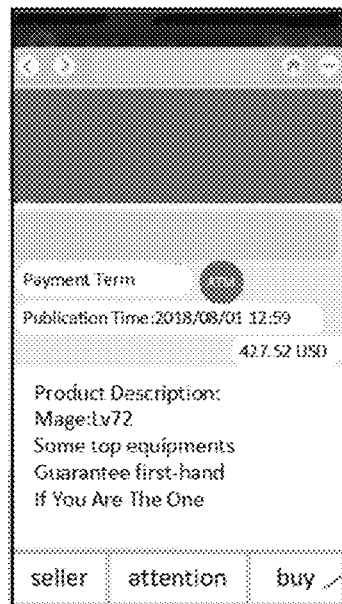 Payment Term
Publication Time:2018/08/01 12:59
427.52 USD
Product Description:
Mage:Lv72
Some top equipments
Guarantee first-hand
If You Are The One
seller attention buy